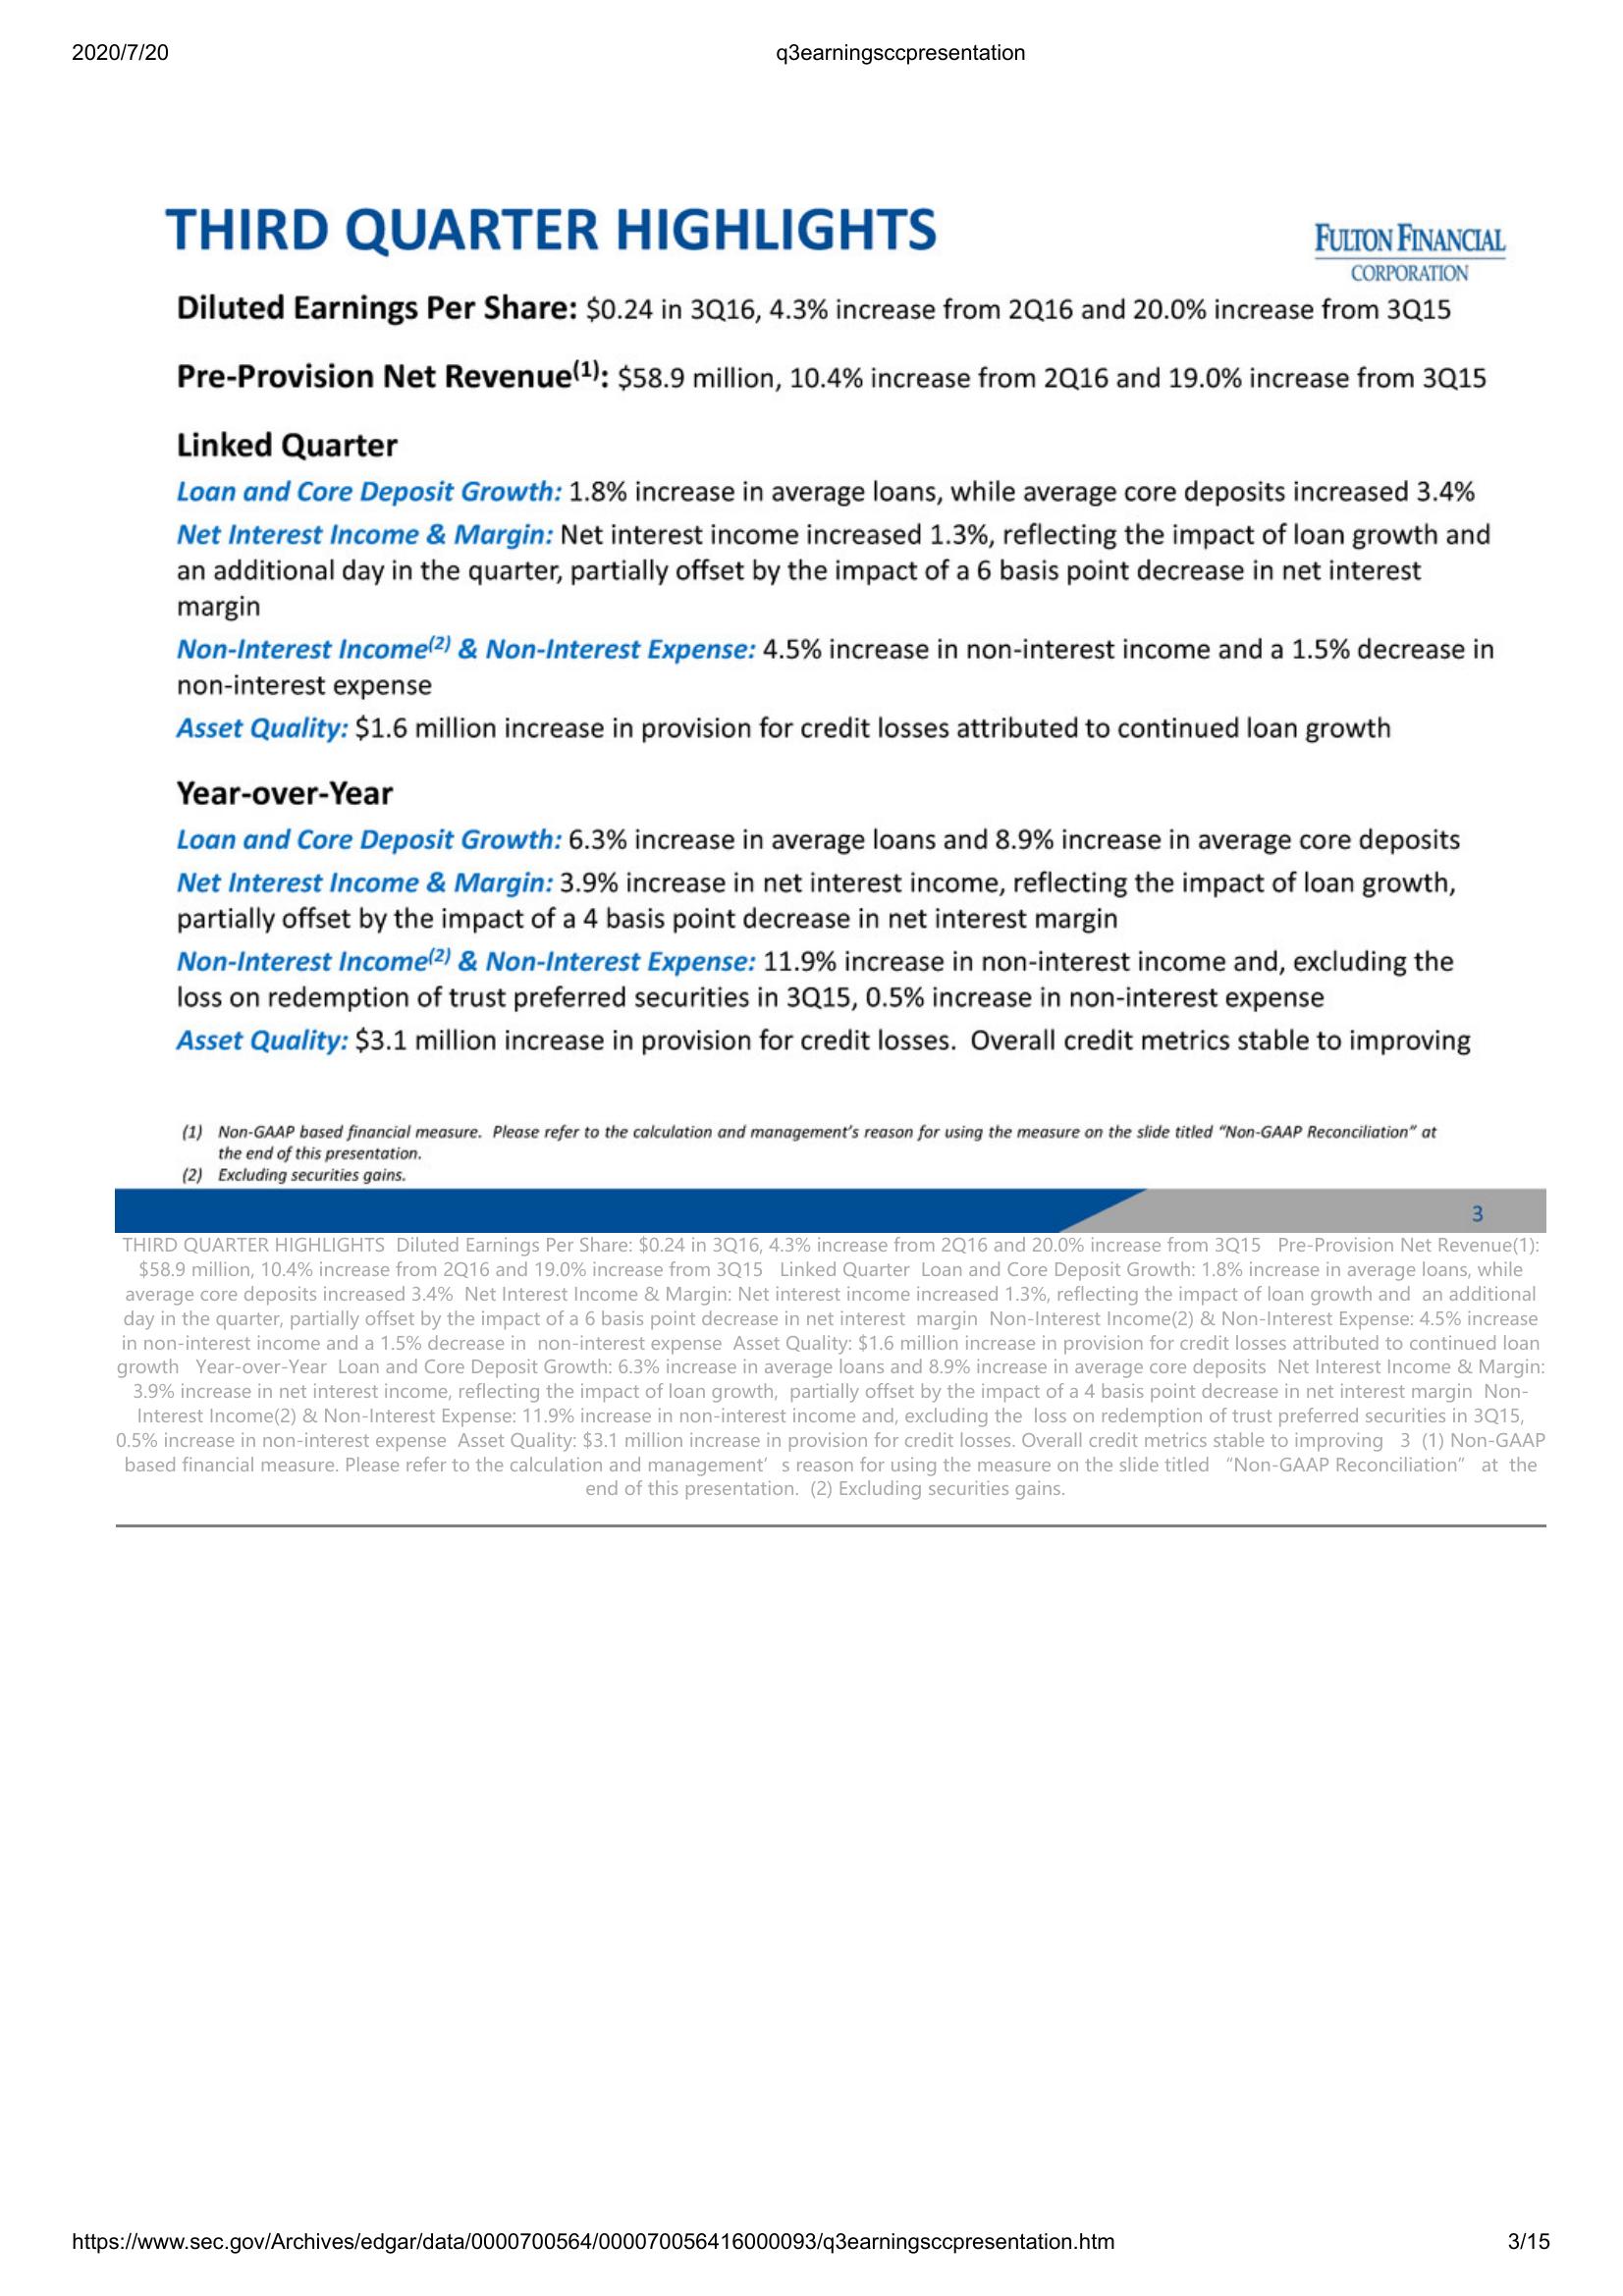 2020/7/20 q3earningsccpresentation
THIRD QUARTER HIGHLIGHTS
FULTON FINANCIAL
CORPORATION
Diluted Earnings Per Share: $0.24 in 3Q16, 4.3% increase from 2Q16 and 20.0% increase from 3Q15
Pre-Provision Net Revenue(1): $58.9 million, 10.4% increase from 2Q16 and 19.0% increase from 3Q15
Linked Quarter
Loan and Core Deposit Growth: 1.8% increase in average loans, while average core deposits increased 3.4%
Net Interest Income & Margin: Net interest income increased 1.3%, reflecting the impact of loan growth and
an additional day in the quarter, partially offset by the impact of a 6 basis point decrease in net interest
margin
Non-Interest Income(2) & Non-Interest Expense: 4.5% increase in non-interest income and a 1.5% decrease in
non-interest expense
Asset Quality: $1.6 million increase in provision for credit losses attributed to continued loan growth
Year-over-Year
Loan and Core Deposit Growth: 6.3% increase in average loans and 8.9% increase in average core deposits
Net Interest Income & Margin: 3.9% increase in net interest income, reflecting the impact of loan growth,
partially offset by the impact of a 4 basis point decrease in net interest margin
Non-Interest Income(2) & Non-Interest Expense: 11.9% increase in non-interest income and, excluding the
loss on redemption of trust preferred securities in 3Q15, 0.5% increase in non-interest expense
Asset Quality: $3.1 million increase in provision for credit losses. Overall credit metrics stable to improving
(1) Non-GAAP based financial measure. Please refer to the calculation and management's reason for using the measure on the slide titled "Non-GAAP Reconciliation" at
the end of this presentation.
(2) Excluding securities gains.
3
THIRD QUARTER HIGHLIGHTS Diluted Earnings Per Share: $0.24 in 3Q16, 4.3% increase from 2Q16 and 20.0% increase from 3Q15 Pre-Provision Net Revenue(1):
$58.9 million, 10.4% increase from 2Q16 and 19.0% increase from 3Q15 Linked Quarter Loan and Core Deposit Growth: 1.8% increase in average loans, while
average core deposits increased 3.4% Net Interest Income & Margin: Net interest income increased 1.3%, reflecting the impact of loan growth and an additional
day in the quarter, partially offset by the impact of a 6 basis point decrease in net interest margin Non-Interest Income(2) & Non-Interest Expense: 4.5% increase
in non-interest income and a 1.5% decrease in non-interest expense Asset Quality: $1.6 million increase in provision for credit losses attributed to continued loan
growth Year-over-Year Loan and Core Deposit Growth: 6.3% increase in average loans and 8.9% increase in average core deposits Net Interest Income & Margin:
3.9% increase in net interest income, reflecting the impact of loan growth, partially offset by the impact of a 4 basis point decrease in net interest margin Non-
Interest Income(2) & Non-Interest Expense: 11.9% increase in non-interest income and, excluding the loss on redemption of trust preferred securities in 3Q15,
0.5% increase in non-interest expense Asset Quality: $3.1 million increase in provision for credit losses. Overall credit metrics stable to improving 3 (1) Non-GAAP
based financial measure. Please refer to the calculation and management' s reason for using the measure on the slide titled "Non-GAAP Reconciliation" at the
end of this presentation. (2) Excluding securities gains.
https://www.sec.gov/Archives/edgar/data/0000700564/000070056416000093/q3earningsccpresentation.htm 3/15